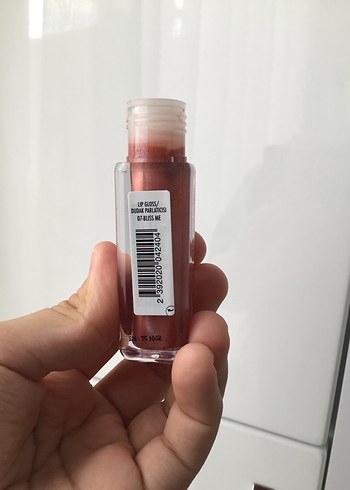 LIP GLOSS/
DUDAK PARLATICISI
07-BLISS ME
2 392020 042404